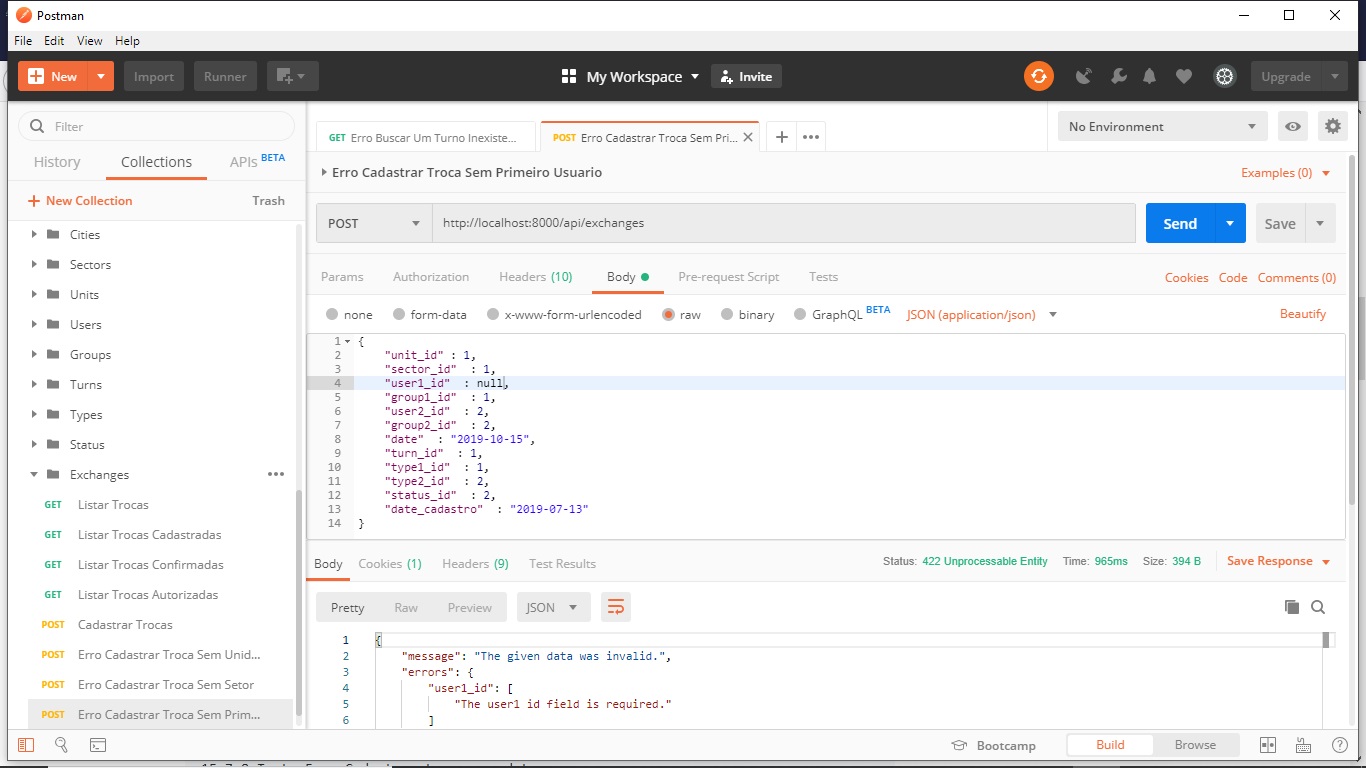 Postman
File Edit View Help
New Import Runner My Workspace Invite Upgrade
Filter
History Collections APIs BETA
New Collection Trash
Cities
Sectors
Units
Users
Groups
Turns
Types
Status
Exchanges
GET Listar Trocas
GET Listar Trocas Cadastradas
GET Listar Trocas Confirmadas
GET Listar Trocas Autorizadas
POST Cadastrar Trocas
POST Erro Cadastrar Troca Sem Unid...
POST Erro Cadastrar Troca Sem Setor
POST Erro Cadastrar Troca Sem Prim...
GET Erro Buscar Um Turno Inexiste... POST Erro Cadastrar Troca Sem Pri... No Environment
Erro Cadastrar Troca Sem Primeiro Usuario Examples (0)
POST http://localhost:8000/api/exchanges Send Save
Params Authorization Headers (10) Body Pre-request Script Tests Cookies Code Comments (0)
none form-data x-www-form-urlencoded raw binary GraphQL BETA JSON (application/json) Beautify
1 {
2 "unit_id" : 1,
3 "sector_id" : 1,
4 "user1_id" : null,
5 "group1_id" : 1,
6 "user2_id" : 2,
7 "group2_id" : 2,
8 "date" : "2019-10-15",
9 "turn_id" : 1,
10 "type1_id" : 1,
11 "type2_id" : 2,
12 "status_id" : 2,
13 "date_cadastro" : "2019-07-13"
14 }
Body Cookies (1) Headers (9) Test Results Status: 422 Unprocessable Entity Time: 965ms Size: 394 B Save Response
Pretty Raw Preview JSON
1 {
2 "message": "The given data was invalid.",
3 "errors": {
4 "user1_id": [
5 "The user1 id field is required."
6 ]
Bootcamp Build Browse